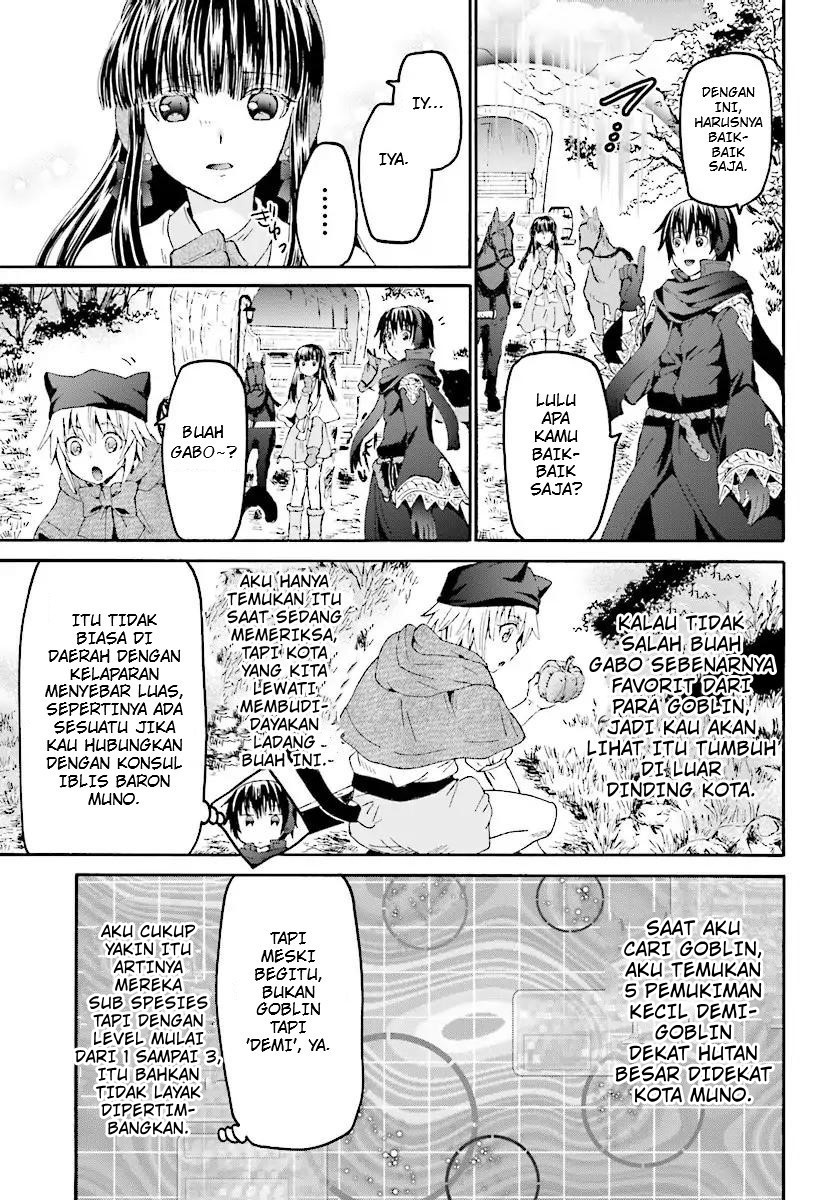 DENGAN
INI,
HARUSNYA
BAIK-
BAIK
SAJA.
LULU
APA
KAMU
BAIK-
BAIK
SAJA?
IY...
IYA.
......
ぎゅっ
BUAH
GABO~?
KALAU TIDAK
SALAH BUAH
GABO SEBENARNYA
FAVORIT DARI
PARA GOBLIN,
JADI KAU AKAN
LIHAT ITU TUMBUH
DI LUAR
DINDING KOTA.
AKU HANYA
TEMUKAN ITU
SAAT SEDANG
MEMERIKSA,
TAPI KOTA
YANG KITA
LEWATI
MEMBUDI-
DAYAKAN
LADANG
BUAH INI.
ITU TIDAK
BIASA DI
DAERAH DENGAN
KELAPARAN
MENYEBAR LUAS,
SEPERTINYA ADA
SESUATU JIKA
KAU HUBUNGKAN
DENGAN KONSUL
IBLIS BARON
MUNO.
SAAT AKU
CARI GOBLIN,
AKU TEMUKAN
5 PEMUKIMAN
KECIL DEMI-
GOBLIN
DEKAT HUTAN
BESAR DIDEKAT
KOTA MUNO.
TAPI
MESKI
BEGITU,
BUKAN
GOBLIN
TAPI
'DEMI', YA.
AKU CUKUP
YAKIN ITU
ARTINYA
MEREKA
SUB SPESIES
TAPI DENGAN
LEVEL MULAI
DARI 1 SAMPAI 3,
ITU BAHKAN
TIDAK LAYAK
DIPERTIM-
BANGKAN.